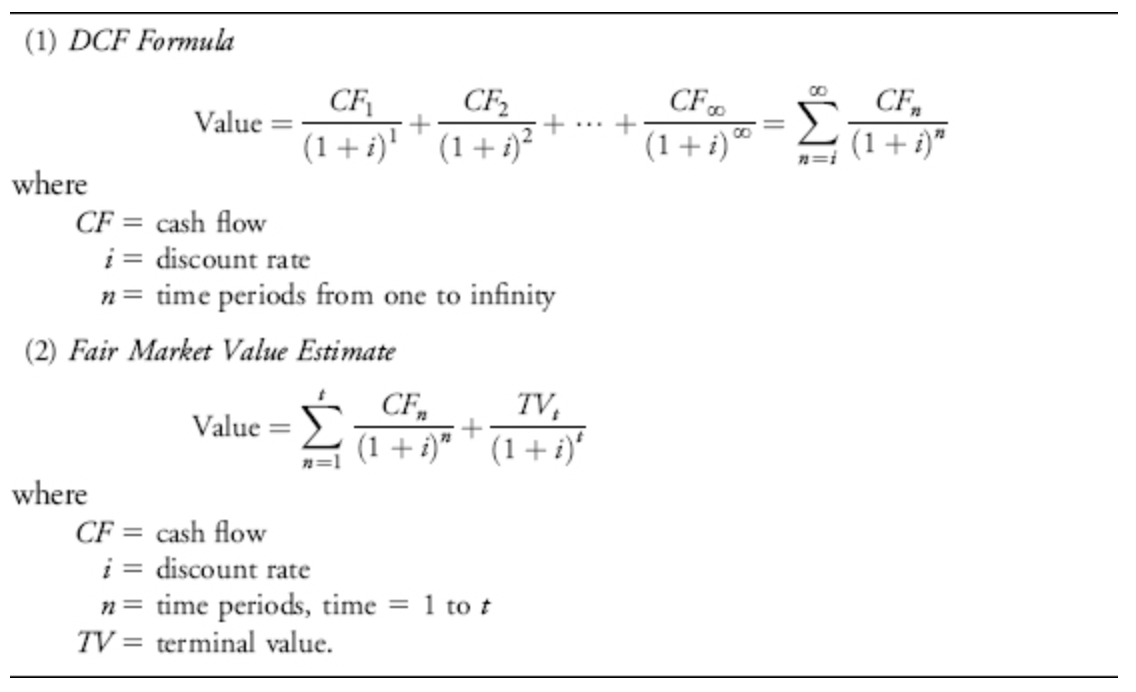 (1) DCF Formula
Value = CF₁/(1 + i)¹ + CF₂/(1 + i)² + ⋯ + CF∞/(1 + i)^∞ = ∑_{n=i}^{∞} CFₙ/(1 + i)ⁿ
where
CF = cash flow
i = discount rate
n = time periods from one to infinity
(2) Fair Market Value Estimate
Value = ∑_{n=1}^{t} CFₙ/(1 + i)ⁿ + TVₜ/(1 + i)ᵗ
where
CF = cash flow
i = discount rate
n = time periods, time = 1 to t
TV = terminal value.